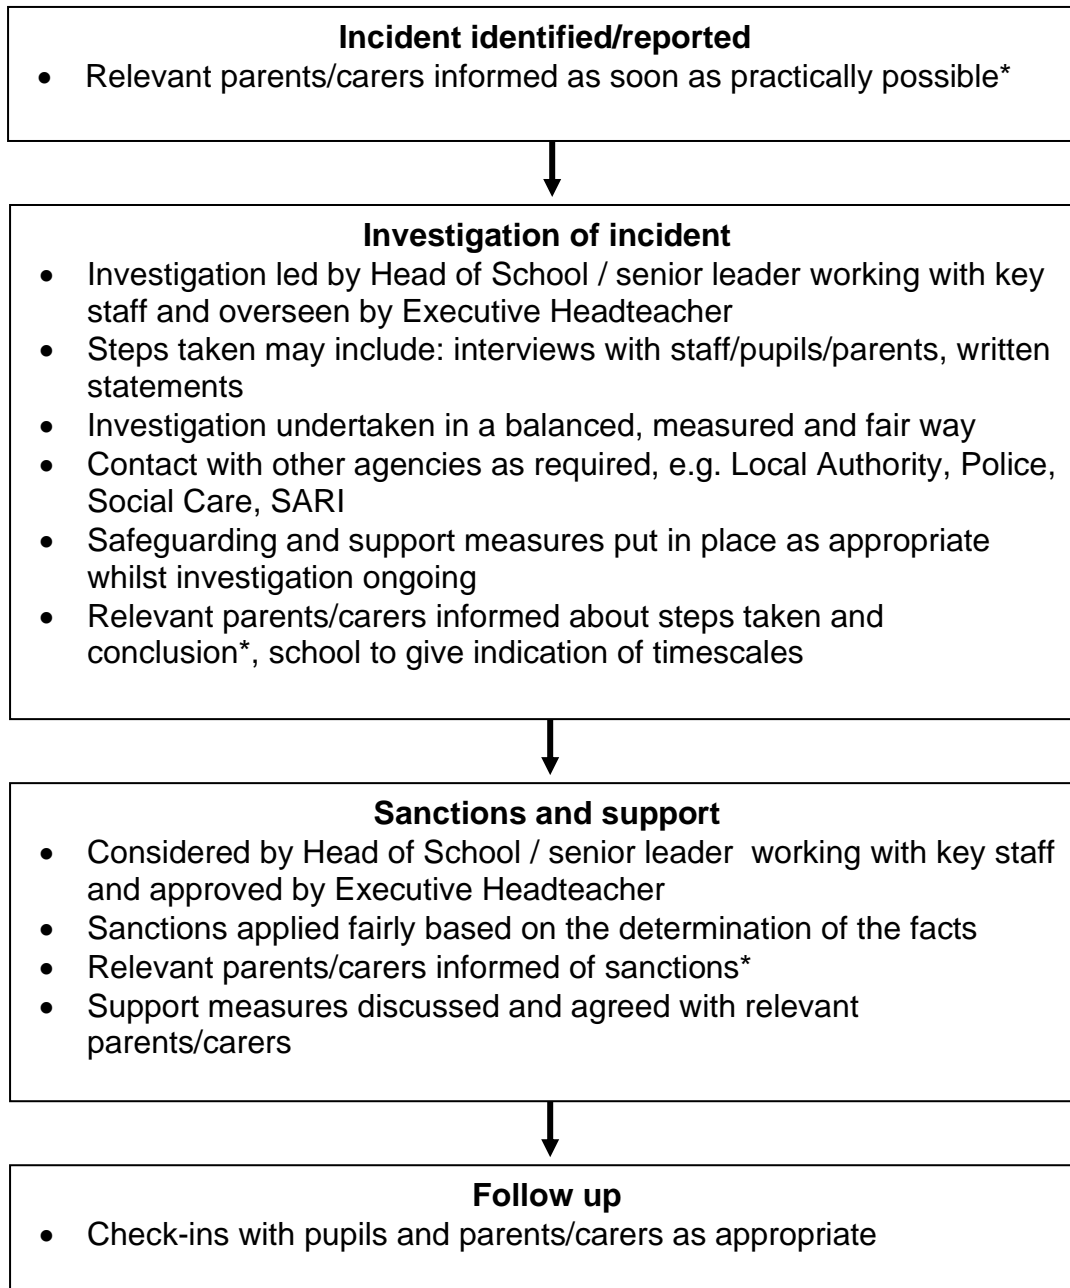 Incident identified/reported
• Relevant parents/carers informed as soon as practically possible*
Investigation of incident
• Investigation led by Head of School / senior leader working with key
staff and overseen by Executive Headteacher
• Steps taken may include: interviews with staff/pupils/parents, written
statements
• Investigation undertaken in a balanced, measured and fair way
• Contact with other agencies as required, e.g. Local Authority, Police,
Social Care, SARI
• Safeguarding and support measures put in place as appropriate
whilst investigation ongoing
• Relevant parents/carers informed about steps taken and
conclusion*, school to give indication of timescales
Sanctions and support
• Considered by Head of School / senior leader  working with key staff
and approved by Executive Headteacher
• Sanctions applied fairly based on the determination of the facts
• Relevant parents/carers informed of sanctions*
• Support measures discussed and agreed with relevant
parents/carers
Follow up
• Check-ins with pupils and parents/carers as appropriate